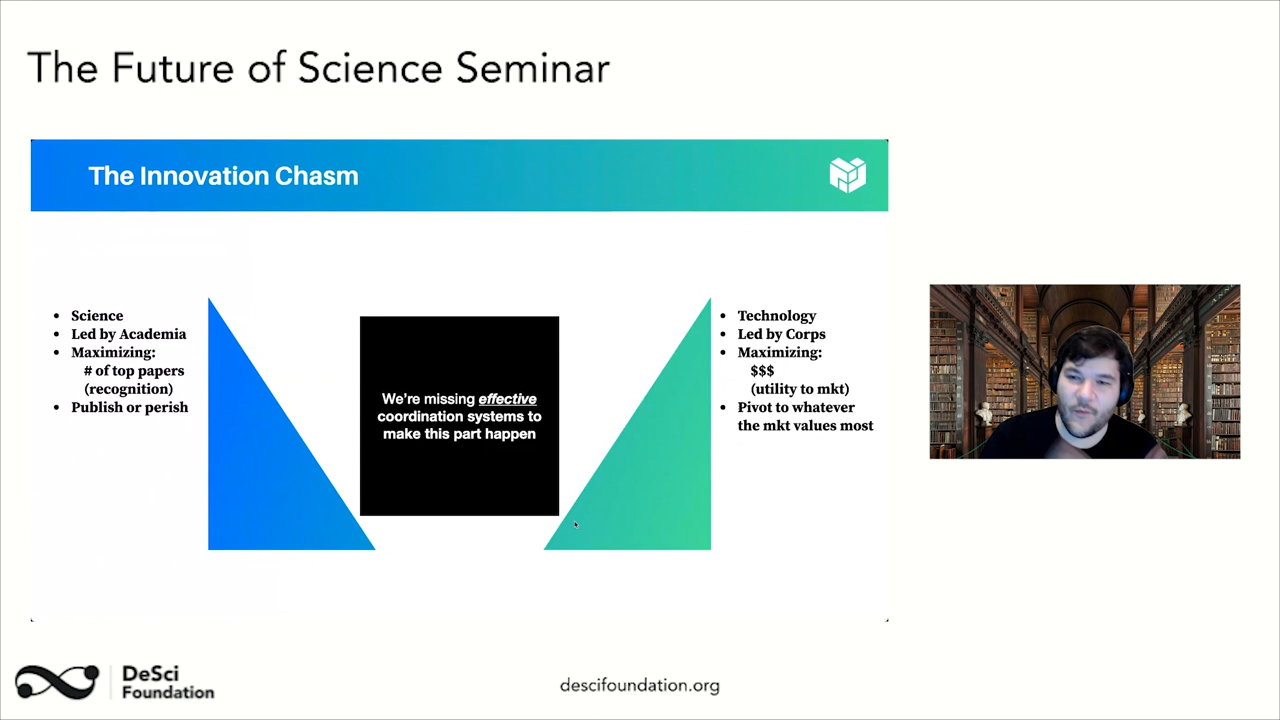 The Future of Science Seminar
The Innovation Chasm
Science
Led by Academia
Maximizing:
# of top papers
(recognition)
Publish or perish
We're missing effective
coordination systems to
make this part happen
Technology
Led by Corps
Maximizing:
$$$
(utility to mkt)
Pivot to whatever
the mkt values most
DeSci
Foundation
descifoundation.org